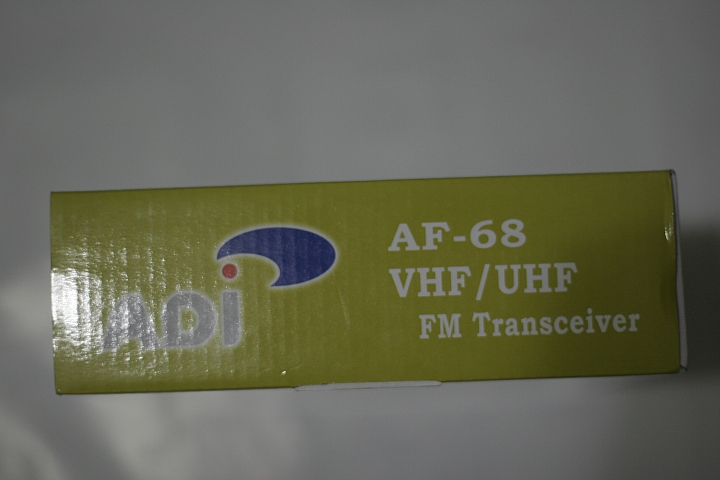 ADi
AF-68
VHF/UHF
FM Transceiver